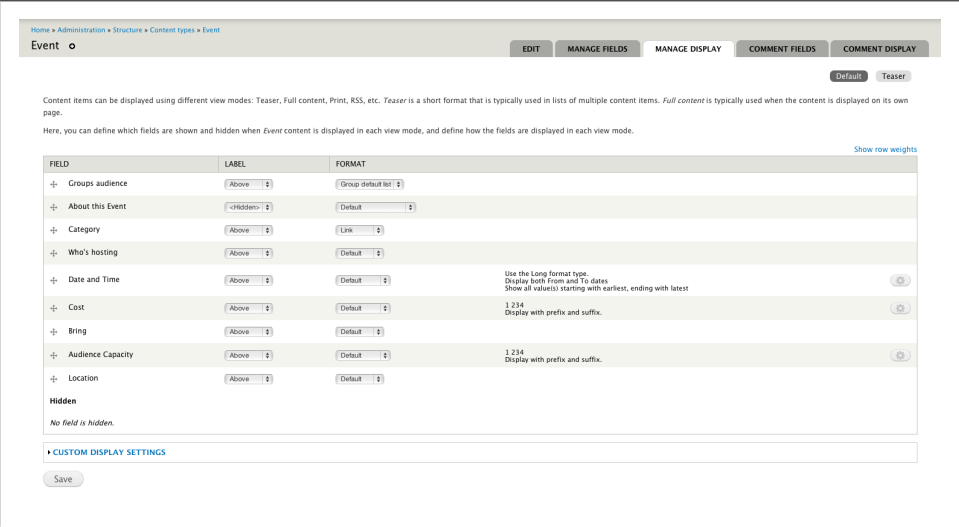 Home » Administration » Structure » Content types » Event
Event
EDIT MANAGE FIELDS MANAGE DISPLAY COMMENT FIELDS COMMENT DISPLAY
Default Teaser
Content items can be displayed using different view modes: Teaser, Full content, Print, RSS, etc. Teaser is a short format that is typically used in lists of multiple content items. Full content is typically used when the content is displayed on its own
page.
Here, you can define which fields are shown and hidden when Event content is displayed in each view mode, and define how the fields are displayed in each view mode.
Show row weights
FIELD LABEL FORMAT
Groups audience Above Group default list
About this Event <Hidden> Default
Category Above Link
Who's hosting Above Default
Date and Time Above Default
Use the Long format type.
Display both From and To dates
Show all value(s) starting with earliest, ending with latest
Cost Above Default
1 234
Display with prefix and suffix.
Bring Above Default
Audience Capacity Above Default
1 234
Display with prefix and suffix.
Location Above Default
Hidden
No field is hidden.
CUSTOM DISPLAY SETTINGS
Save